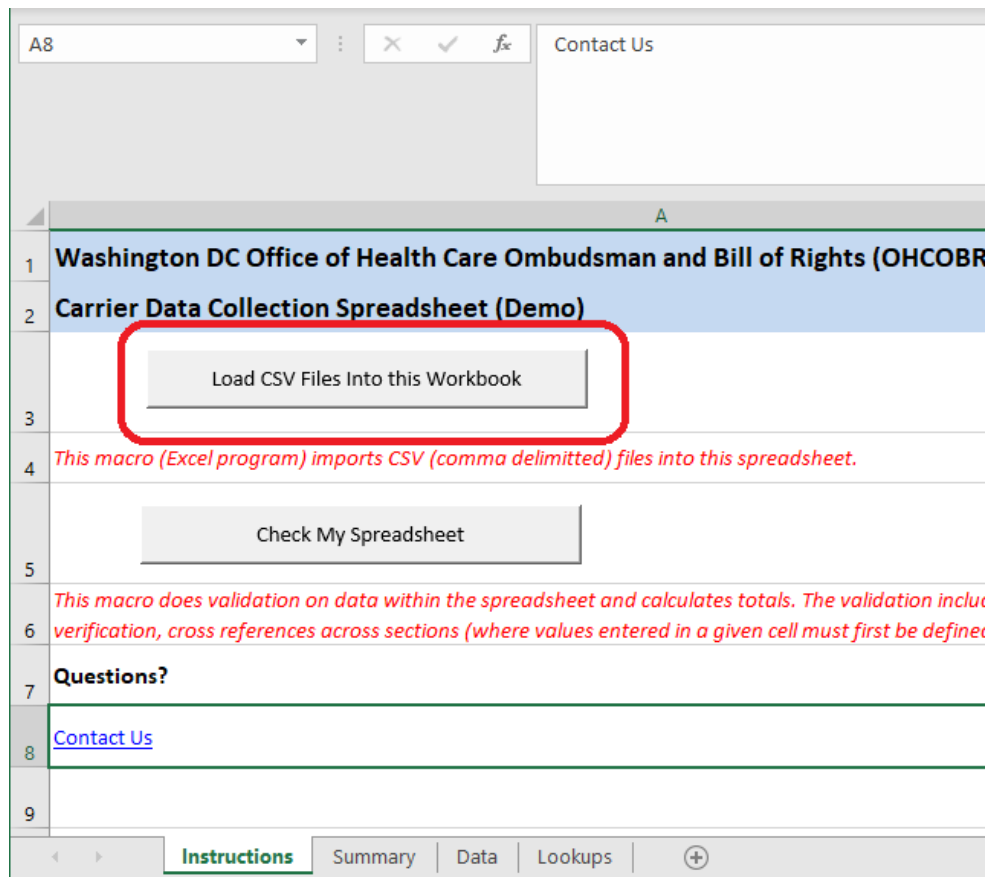 A8
fx
Contact Us
A
1
Washington DC Office of Health Care Ombudsman and Bill of Rights (OHCOBR
2
Carrier Data Collection Spreadsheet (Demo)
Load CSV Files Into this Workbook
3
4
This macro (Excel program) imports CSV (comma delimitted) files into this spreadsheet.
Check My Spreadsheet
5
This macro does validation on data within the spreadsheet and calculates totals. The validation inclu
6
verification, cross references across sections (where values entered in a given cell must first be define
Questions?
7
Contact Us
8
9
Instructions Summary Data Lookups